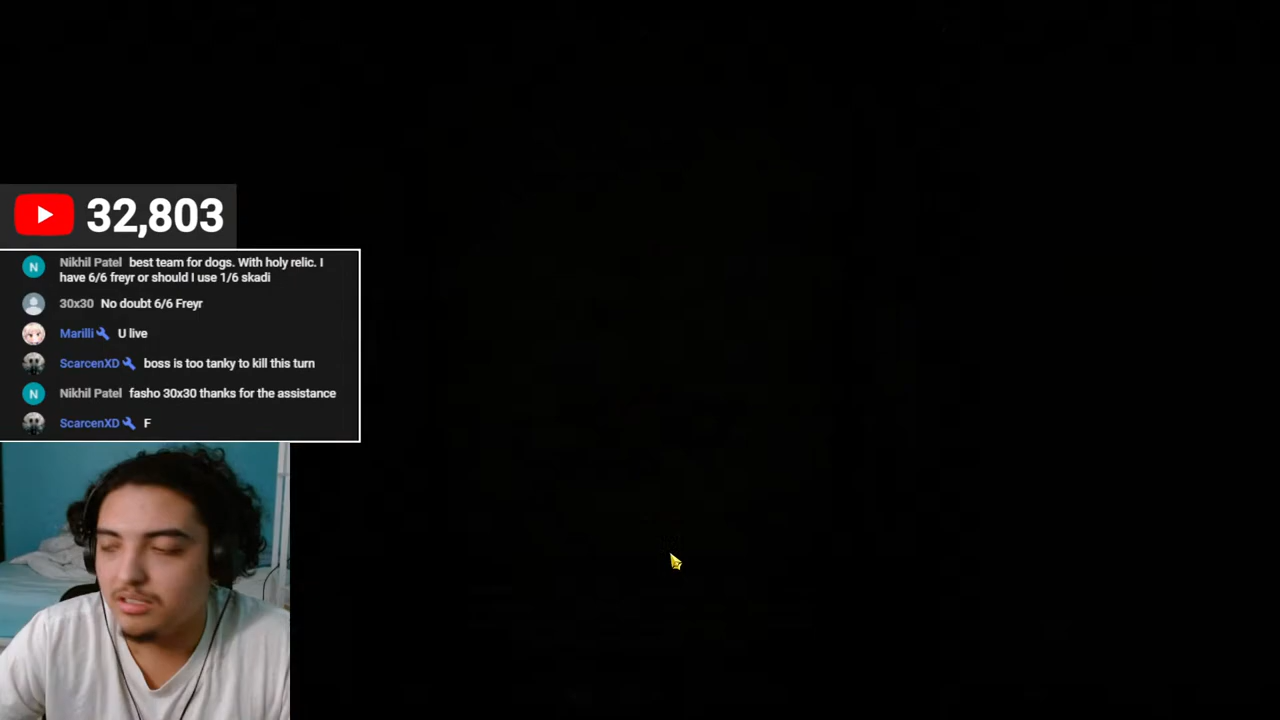 32,803
Nikhil Patel best team for dogs. With holy relic. I
have 6/6 freyr or should I use 1/6 skadi
30x30 No doubt 6/6 Freyr
Marilli U live
ScarcenXD boss is too tanky to kill this turn
N Nikhil Patel fasho 30x30 thanks for the assistance
ScarcenXD F